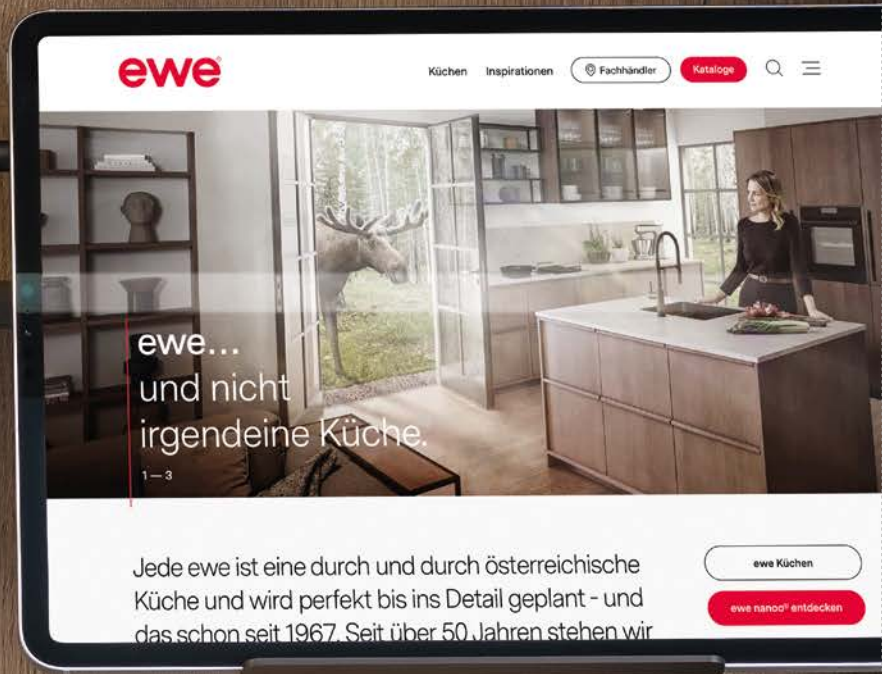 ewe®
Küchen Inspirationen Fachhändler Kataloge
ewe...
und nicht
irgendeine Küche.
1 — 3
Jede ewe ist eine durch und durch österreichische
Küche und wird perfekt bis ins Detail geplant - und
das schon seit 1967. Seit über 50 Jahren stehen wir
ewe Küchen
ewe nanoo® entdecken